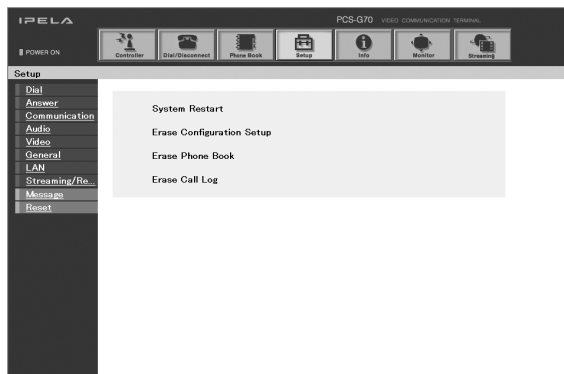 IPELA
PCS-G70 VIDEO COMMUNICATION TERMINAL
POWER ON
Controller
Dial/Disconnect
Phone Book
Setup
Info
Monitor
Streaming
Setup
Dial
Answer
Communication
Audio
Video
General
LAN
Streaming/Re...
Message
Reset
System Restart
Erase Configuration Setup
Erase Phone Book
Erase Call Log